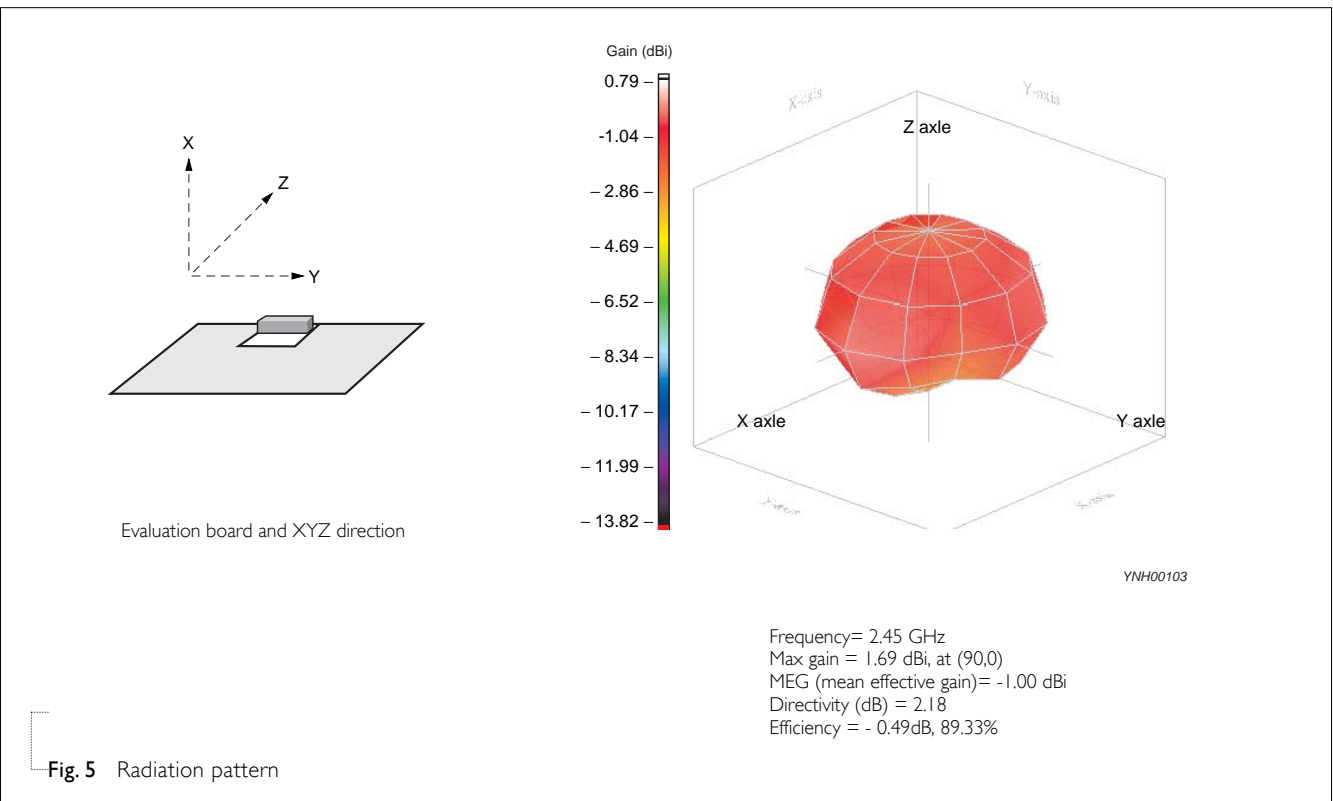 Gain (dBi)
0.79 –
-1.04 –
– 2.86 –
– 4.69 –
– 6.52 –
– 8.34 –
– 10.17 –
– 11.99 –
– 13.82 –
X
Z
Y
Evaluation board and XYZ direction
X-axis
Y-axis
Z axle
X axle
Y axle
YNH00103
Frequency= 2.45 GHz
Max gain = 1.69 dBi, at (90,0)
MEG (mean effective gain)= -1.00 dBi
Directivity (dB) = 2.18
Efficiency = - 0.49dB, 89.33%
Fig. 5 Radiation pattern